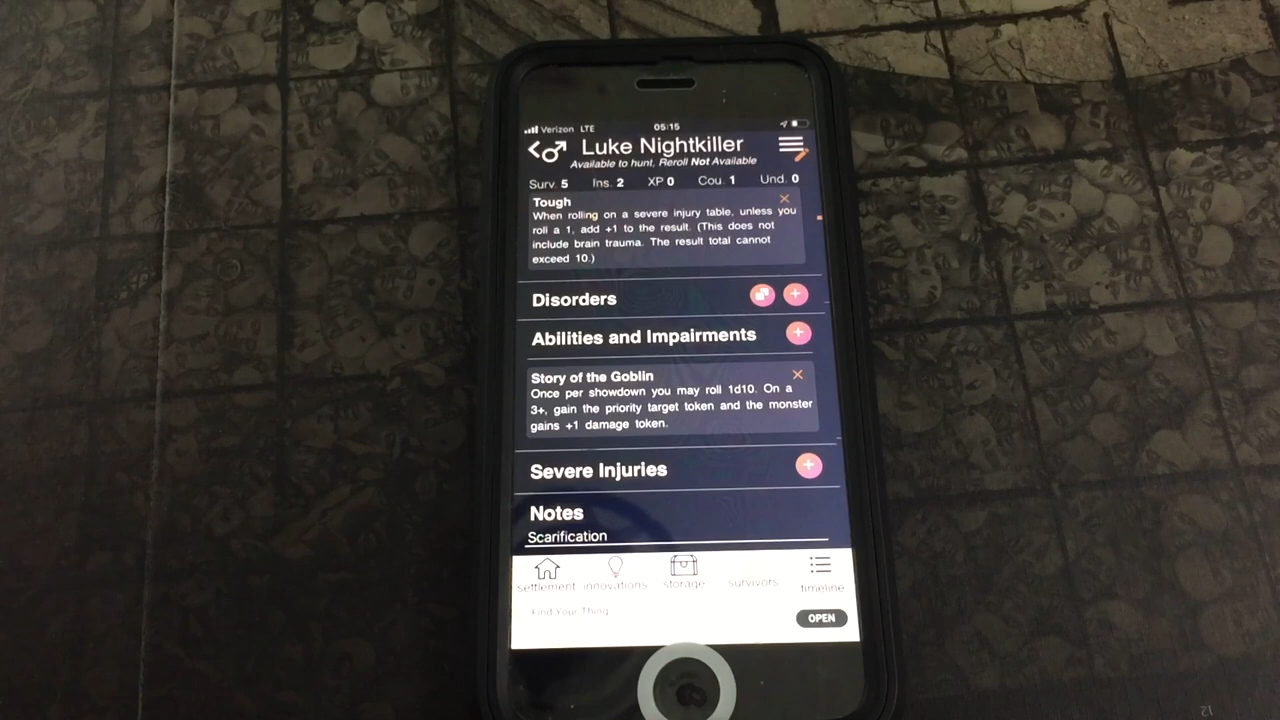 Verizon LTE 05:15
Luke Nightkiller
Available to hunt, Reroll Not Available
Surv. 5 Ins. 2 XP 0 Cou. 1 Und. 0
Tough
When rolling on a severe injury table, unless you
roll a 1, add +1 to the result. (This does not
include brain trauma. The result total cannot
exceed 10.)
Disorders
Abilities and Impairments
Story of the Goblin
Once per showdown you may roll 1d10. On a
3+, gain the priority target token and the monster
gains +1 damage token.
Severe Injuries
Notes
Scarification
settlement innovations storage survivors timeline
Find Your Thing
OPEN
12